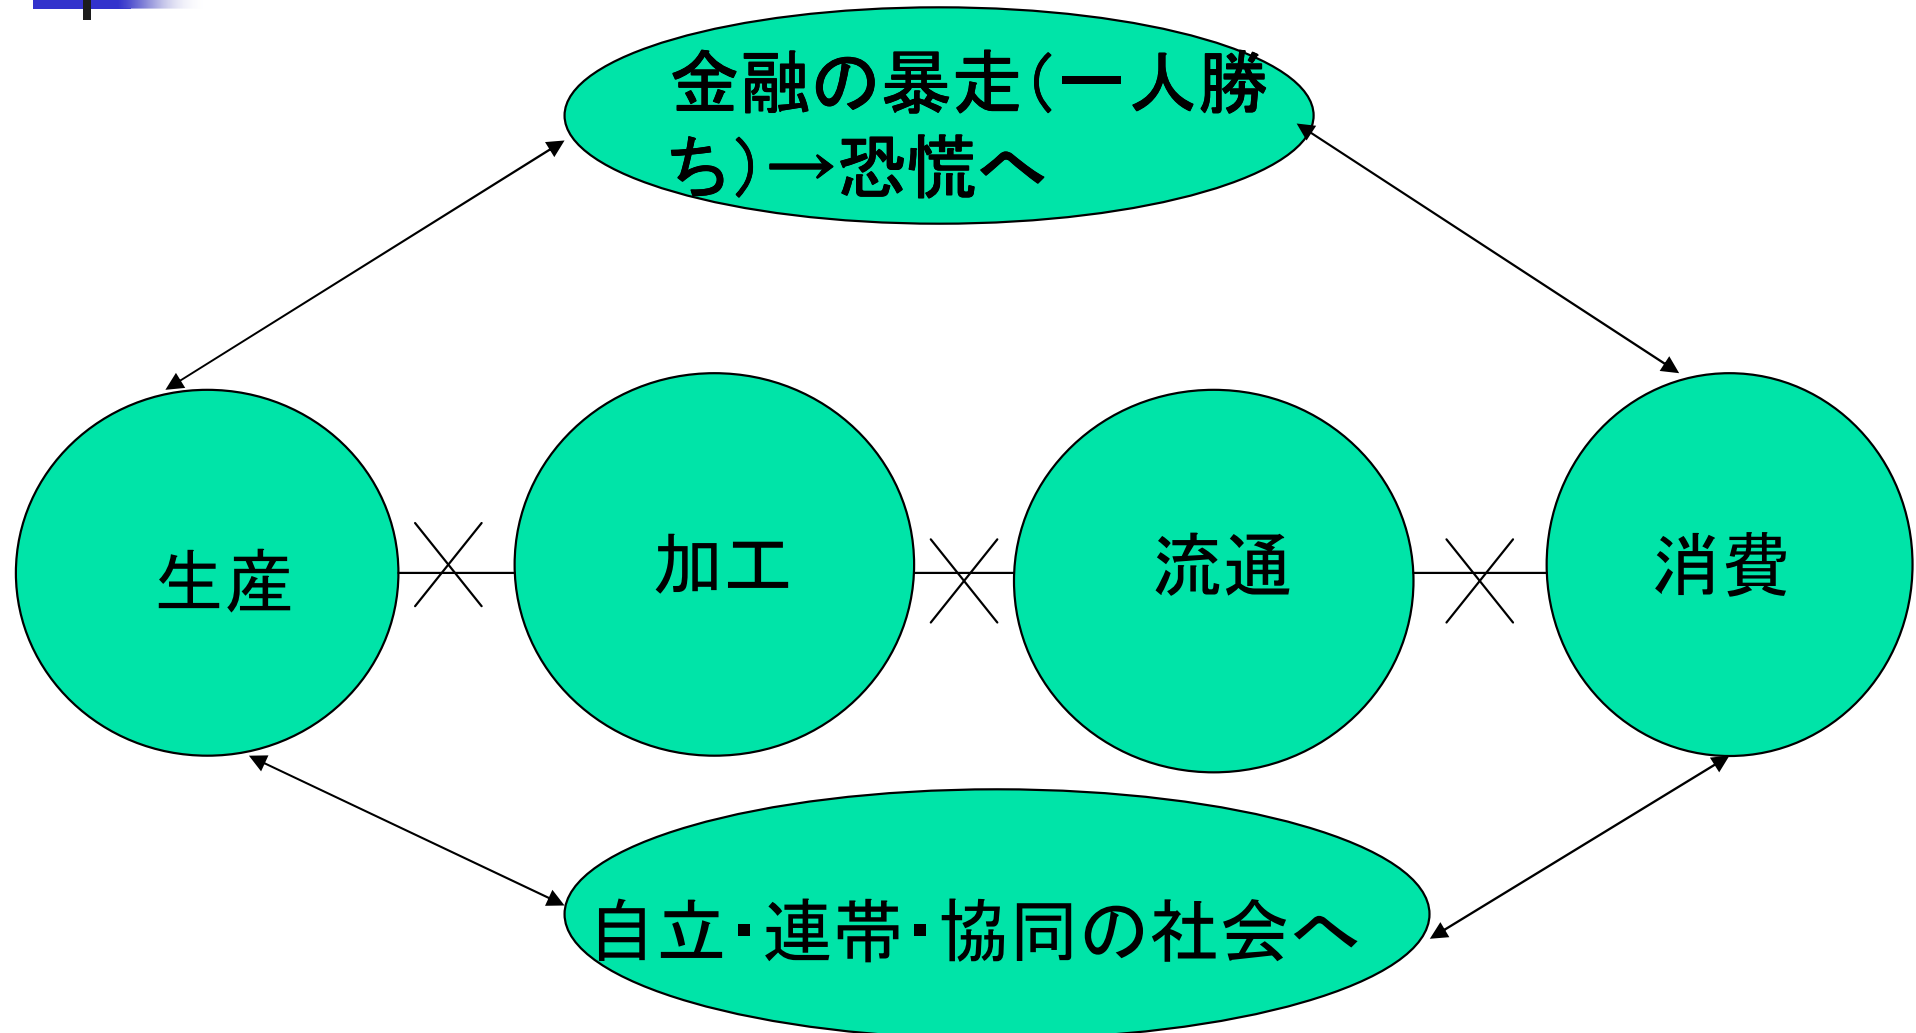 金融の暴走(一人勝
ち)→恐慌へ
生産
加工
流通
消費
自立・連帯・協同の社会へ